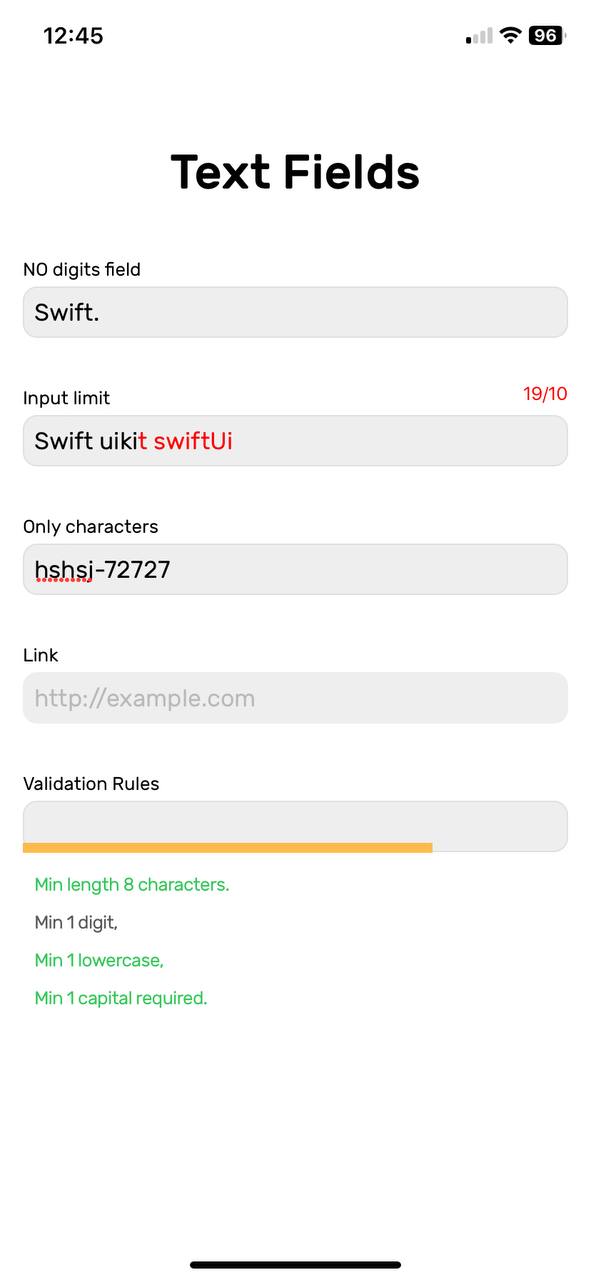 12:45
96
Text Fields
NO digits field
Swift.
Input limit
19/10
Swift uikit swiftUi
Only characters
hshsj-72727
Link
http://example.com
Validation Rules
Min length 8 characters.
Min 1 digit,
Min 1 lowercase,
Min 1 capital required.